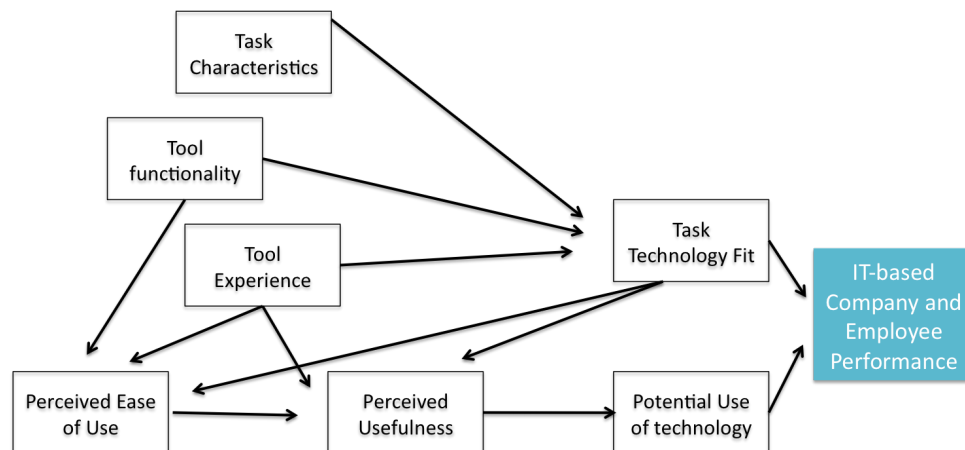 Task
Characteristics
Tool
functionality
Tool
Experience
Task
Technology Fit
IT-based
Company and
Employee
Performance
Perceived Ease
of Use
Perceived
Usefulness
Potential Use
of technology